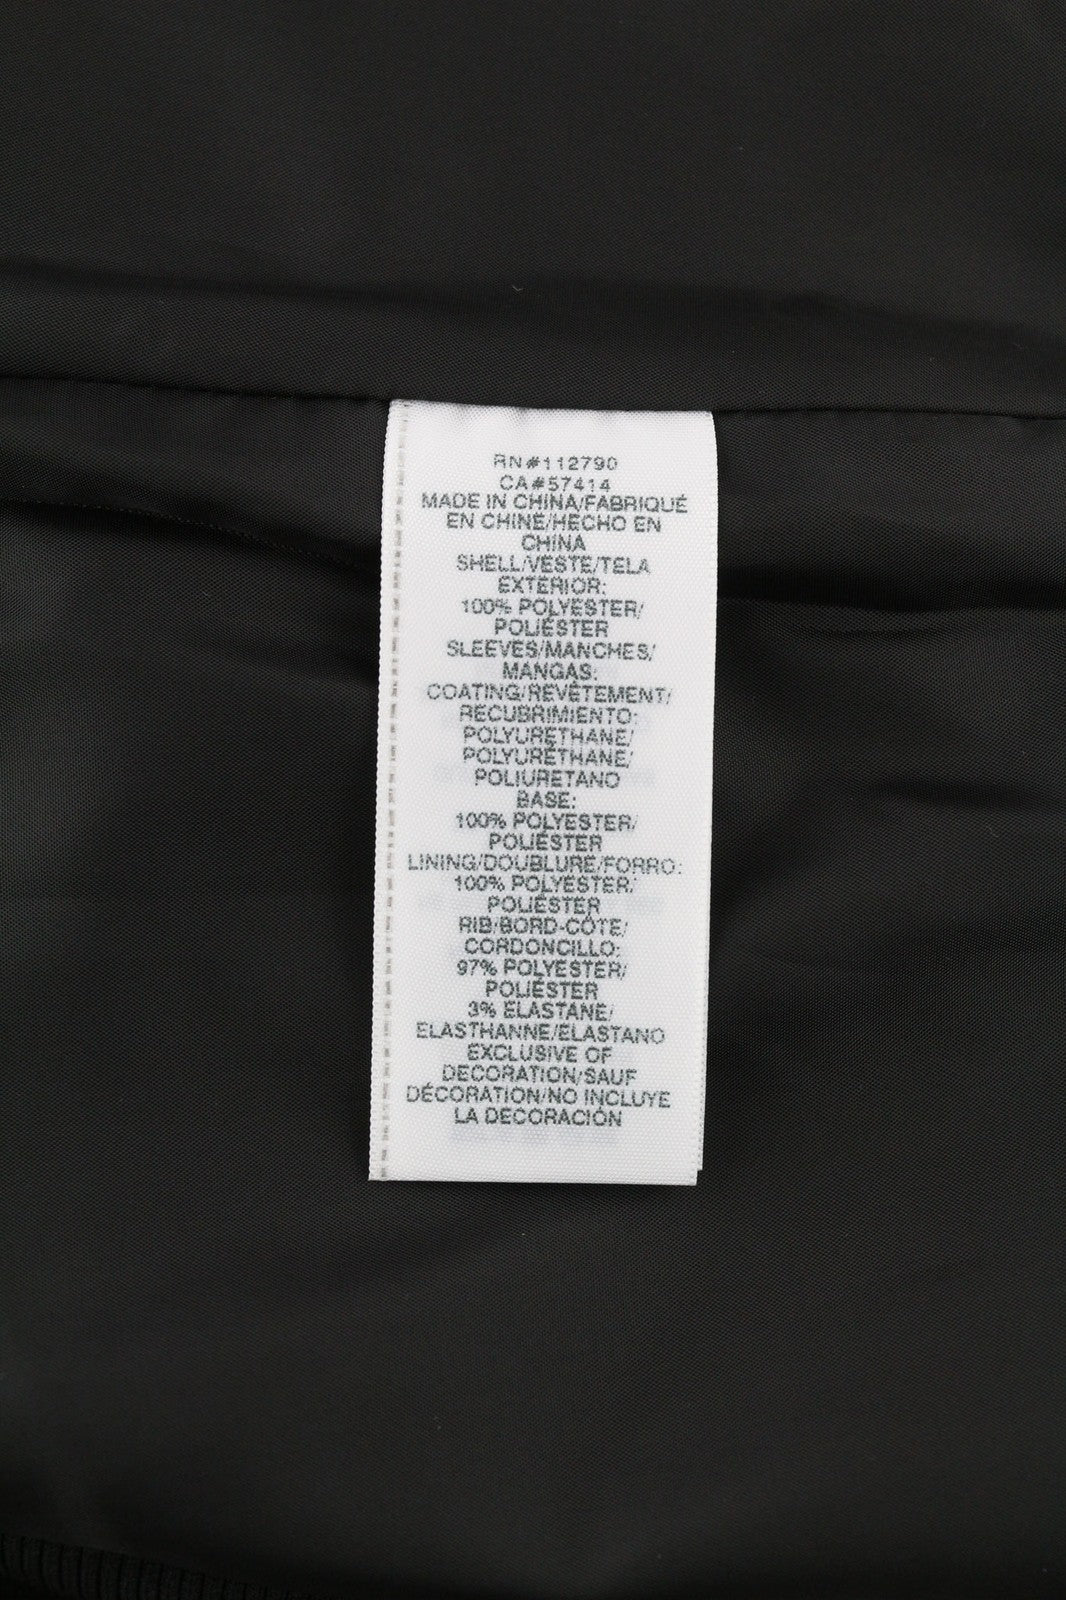 RN#112790
CA#57414
MADE IN CHINA/FABRIQUÉ
EN CHINE/HECHO EN
CHINA
SHELL/VESTE/TELA
EXTERIOR:
100% POLYESTER/
POLIÉSTER
SLEEVES/MANCHES/
MANGAS:
COATING/REVÊTEMENT/
RECUBRIMIENTO:
POLYURETHANE/
POLYURÉTHANE/
POLIURETANO
BASE:
100% POLYESTER/
POLIÉSTER
LINING/DOUBLURE/FORRO:
100% POLYESTER/
POLIÉSTER
RIB/BORD-CÔTE/
CORDONCILLO:
97% POLYESTER/
POLIÉSTER
3% ELASTANE/
ELASTHANNE/ELASTANO
EXCLUSIVE OF
DECORATION/SAUF
DÉCORATION/NO INCLUYE
LA DECORACIÓN